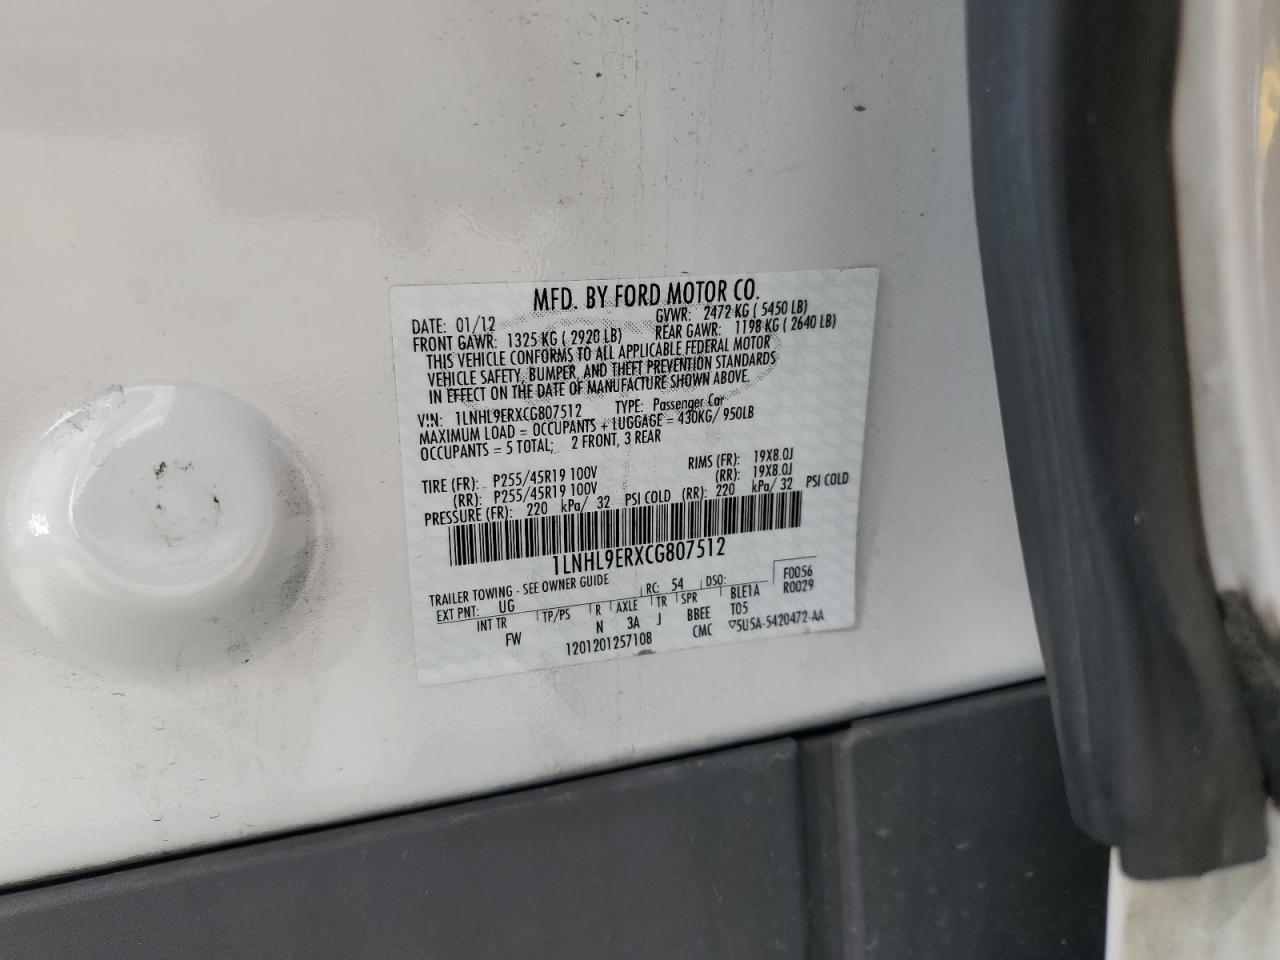 MFD. BY FORD MOTOR CO.
DATE: 01/12 GVWR: 2472 KG ( 5450 LB)
FRONT GAWR: 1325 KG ( 2920 LB) REAR GAWR: 1198 KG ( 2640 LB)
THIS VEHICLE CONFORMS TO ALL APPLICABLE FEDERAL MOTOR
VEHICLE SAFETY, BUMPER, AND THEFT PREVENTION STANDARDS
IN EFFECT ON THE DATE OF MANUFACTURE SHOWN ABOVE.
VIN: 1LNHL9ERXCG807512 TYPE: Passenger Car
MAXIMUM LOAD = OCCUPANTS + LUGGAGE = 430KG/ 950LB
OCCUPANTS = 5 TOTAL; 2 FRONT, 3 REAR
TIRE (FR): P255/45R19 100V RIMS (FR): 19X8.0J
(RR): P255/45R19 100V (RR): 19X8.0J
PRESSURE (FR): 220 kPa/ 32 PSI COLD (RR): 220 kPa/ 32 PSI COLD
1LNHL9ERXCG807512
TRAILER TOWING - SEE OWNER GUIDE
EXT PNT: UG RC: 54 DSO: F0056
INT TR TP/PS R AXLE TR SPR BLE1A R0029
FW N 3A J BBEE T05
1201201257108 CMC ▽5U5A-5420472-AA